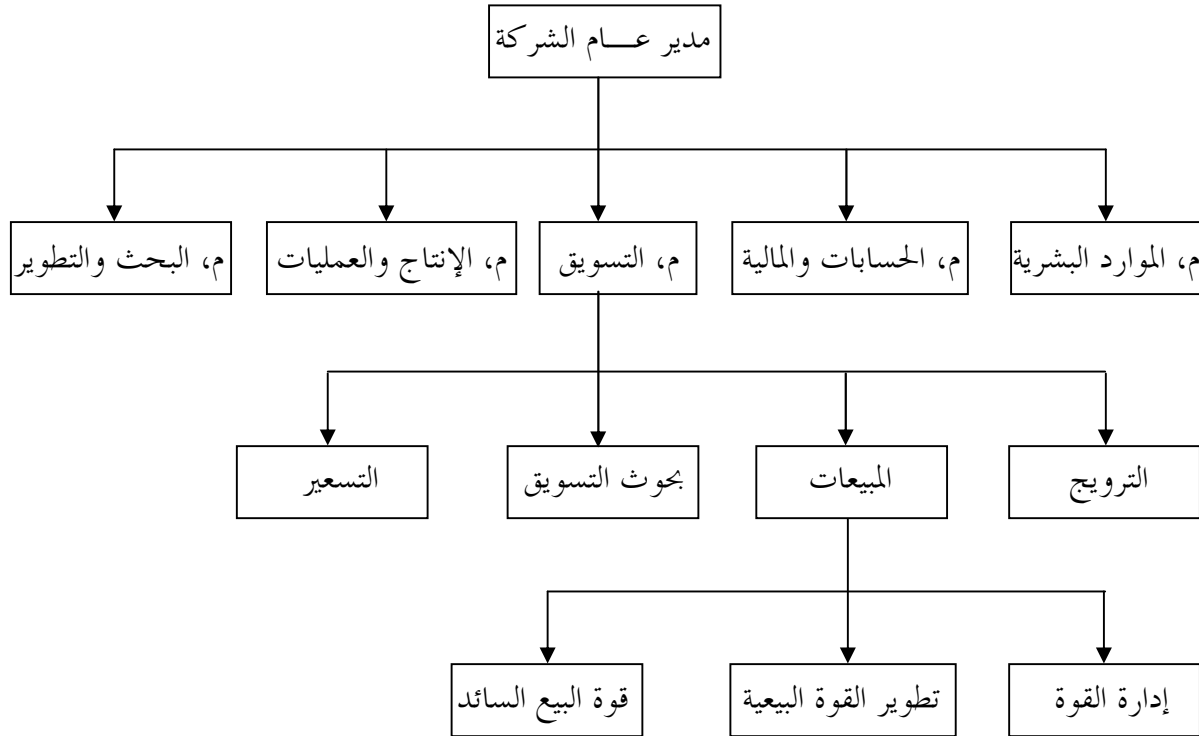 مدير عـــام الشركة
م، الموارد البشرية
م، الحسابات والمالية
م، التسويق
م، الإنتاج والعمليات
م، البحث والتطوير
الترويج
المبيعات
بحوث التسويق
التسعير
إدارة القوة
تطوير القوة البيعية
قوة البيع السائد